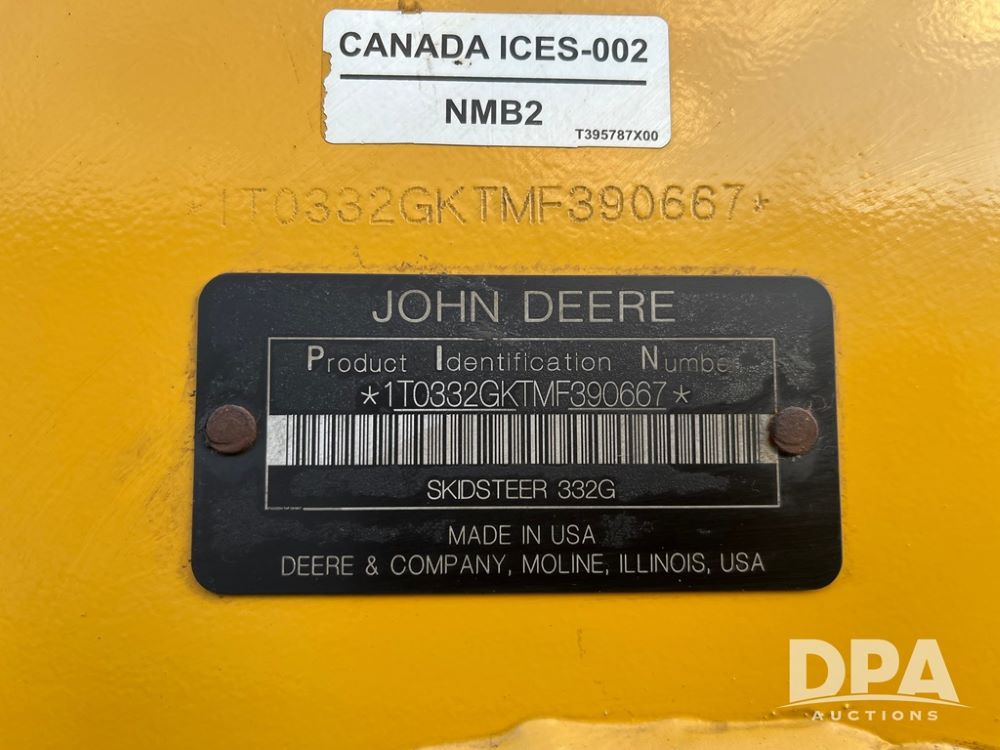 CANADA ICES-002
NMB2
T395787X00
*1T0332GKTMF390667*
JOHN DEERE
Product Identification Number
*1T0332GKTMF390667*
SKIDSTEER 332G
MADE IN USA
DEERE & COMPANY, MOLINE, ILLINOIS, USA
DPA
AUCTIONS